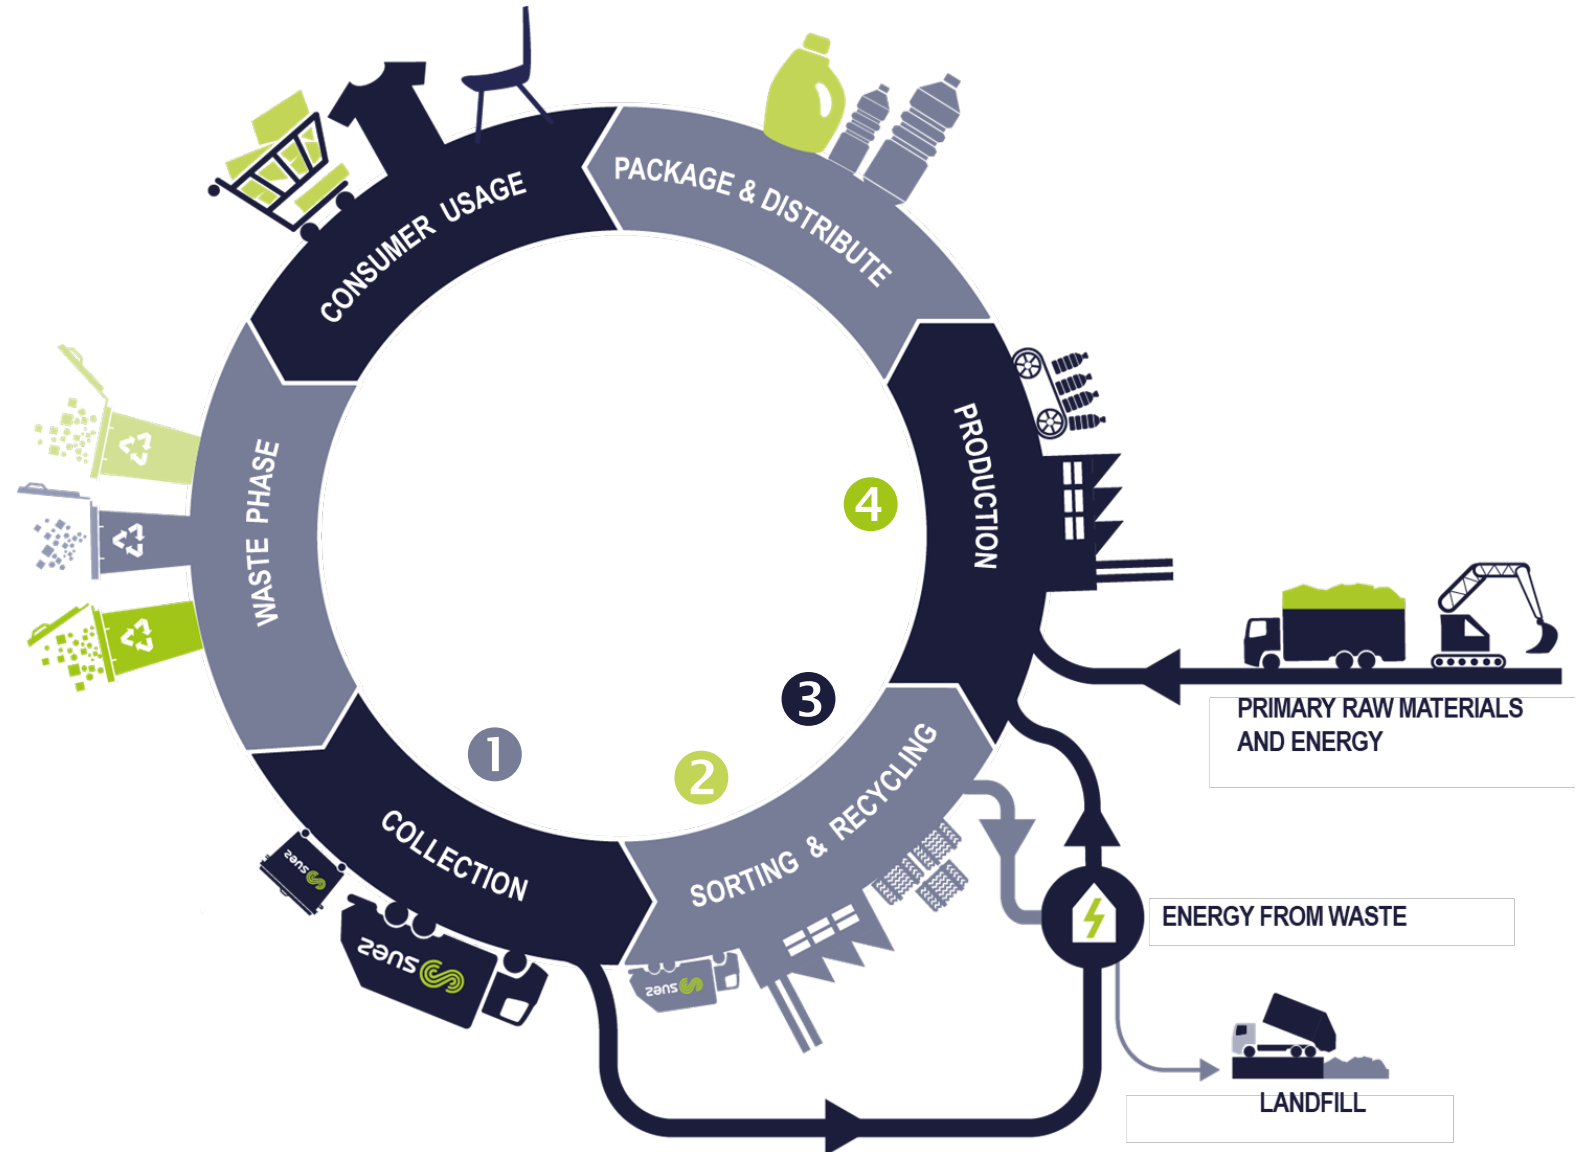 PACKAGE & DISTRIBUTE
CONSUMER USAGE
PRODUCTION
WASTE PHASE
4
3
PRIMARY RAW MATERIALS
AND ENERGY
1
2
COLLECTION
SORTING & RECYCLING
suez
suez
suez
ENERGY FROM WASTE
LANDFILL